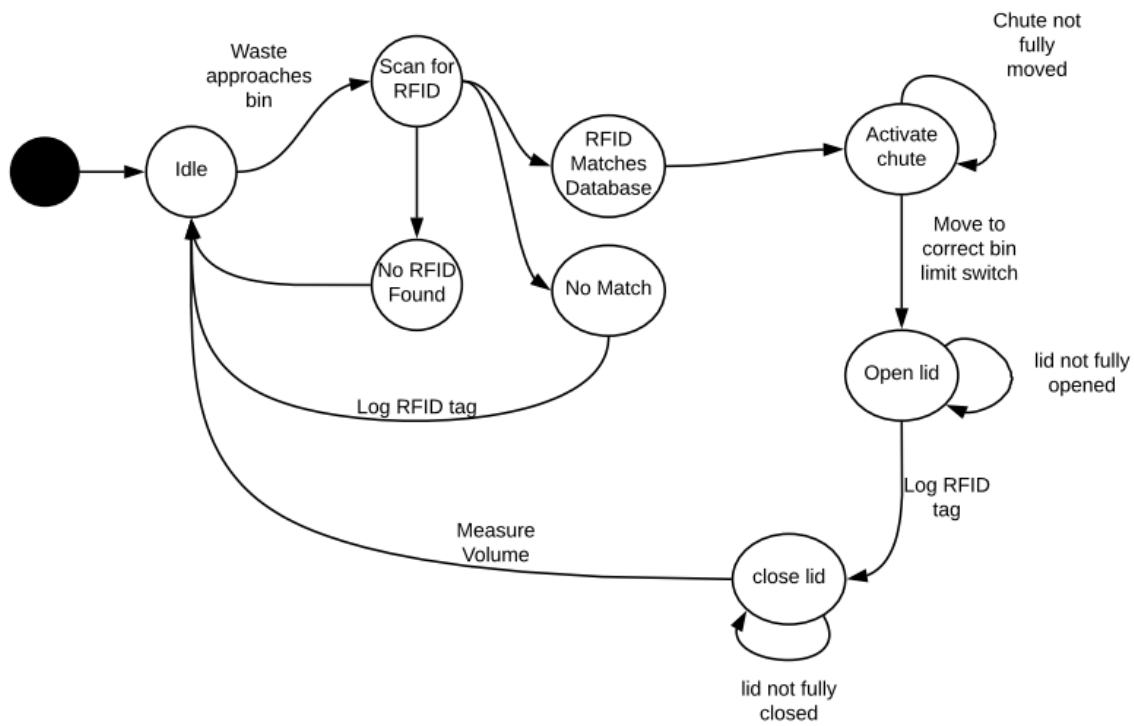 Chute not
fully
moved
Waste
approaches
bin
Scan for
RFID
Idle
RFID
Matches
Database
Activate
chute
Move to
correct bin
limit switch
No RFID
Found
No Match
Open lid
lid not fully
opened
Log RFID tag
Log RFID
tag
Measure
Volume
close lid
lid not fully
closed